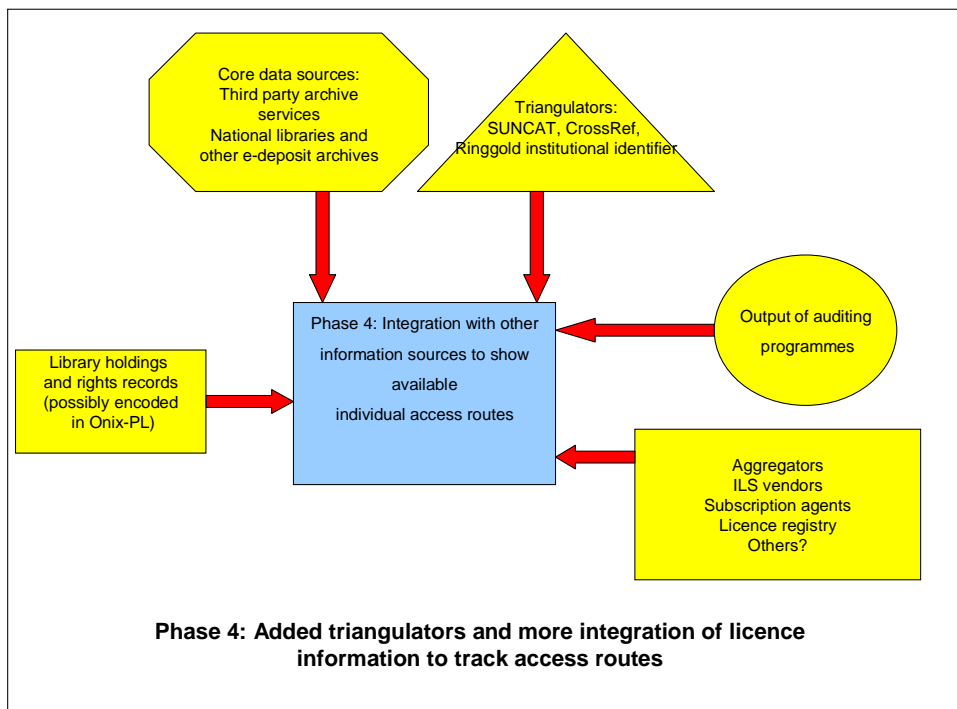 Core data sources:
Third party archive
services
National libraries and
other e-deposit archives
Triangulators:
SUNCAT, CrossRef,
Ringgold institutional identifier
Output of auditing
programmes
Phase 4: Integration with other
information sources to show
available
individual access routes
Library holdings
and rights records
(possibly encoded
in Onix-PL)
Aggregators
ILS vendors
Subscription agents
Licence registry
Others?
Phase 4: Added triangulators and more integration of licence
information to track access routes